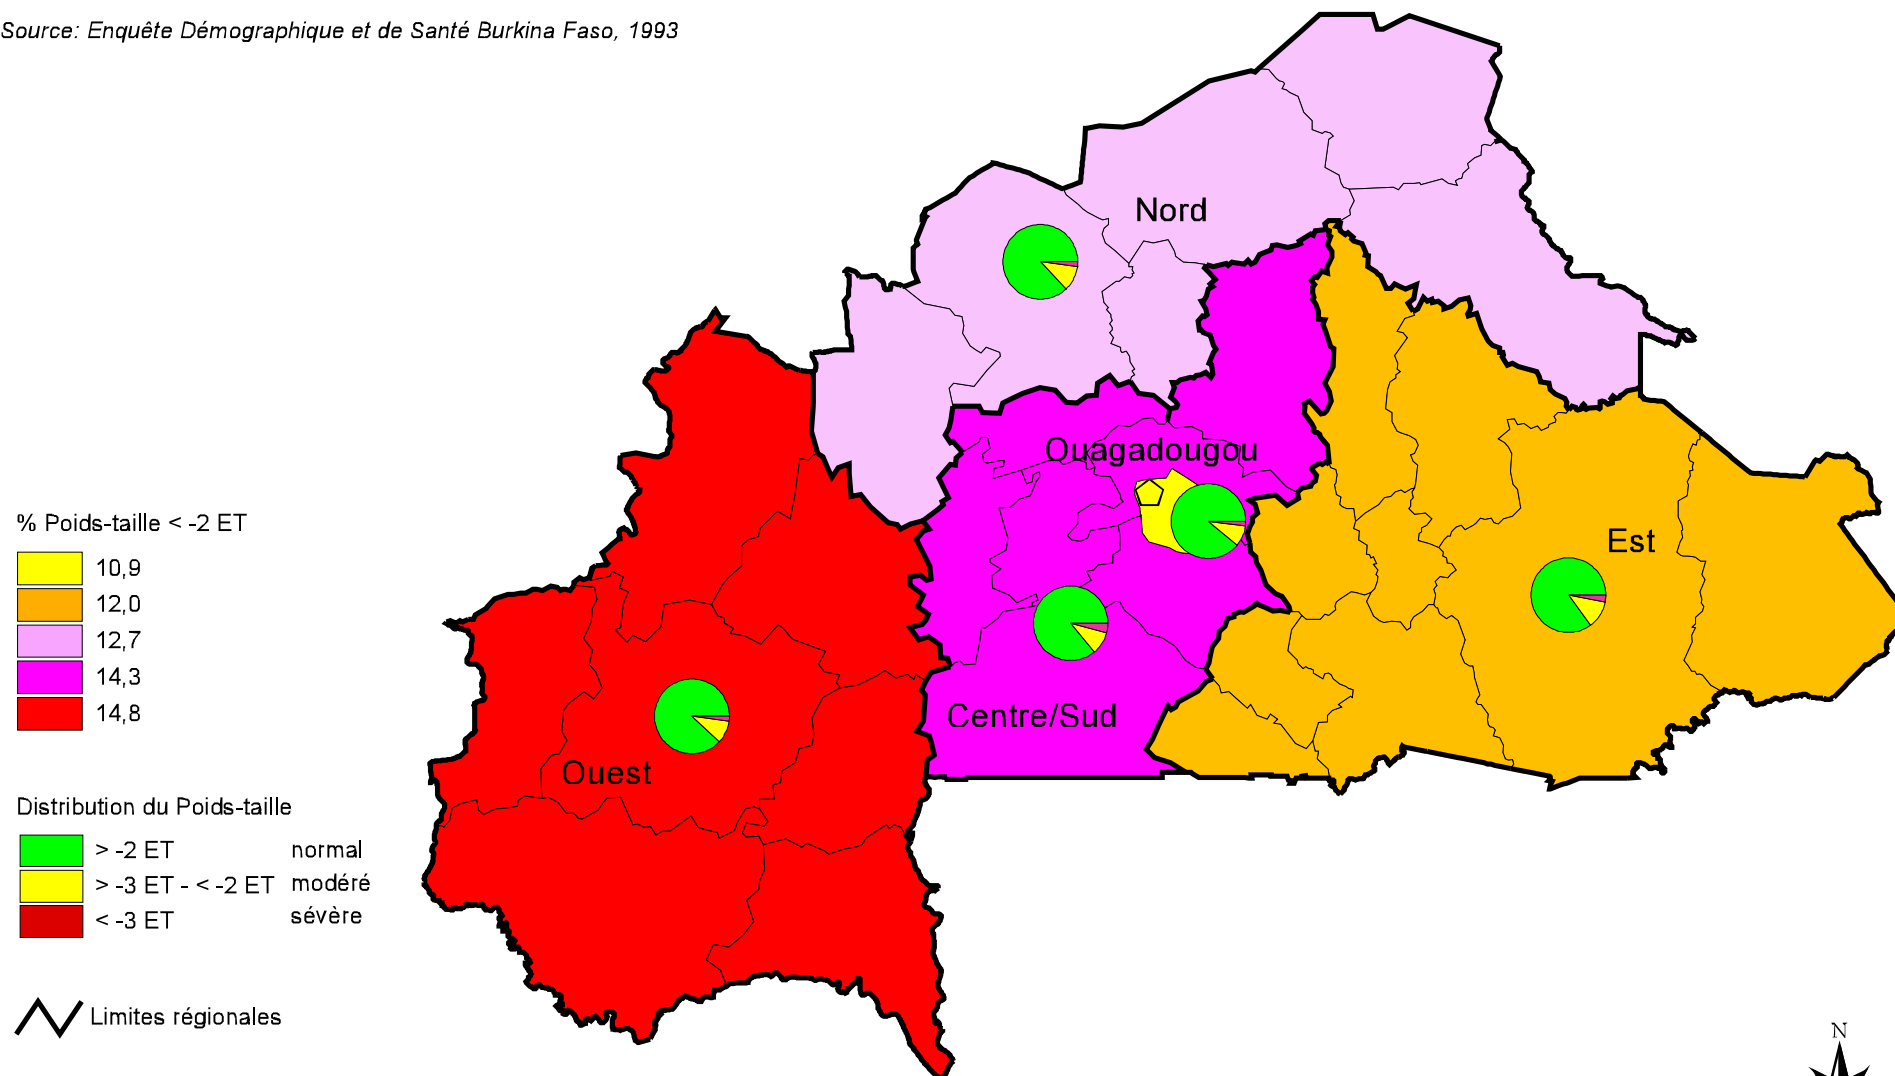 Source: Enquête Démographique et de Santé Burkina Faso, 1993
Nord
Ouagadougou
Est
Centre/Sud
Ouest
% Poids-taille < -2 ET
10,9
12,0
12,7
14,3
14,8
Distribution du Poids-taille
> -2 ET normal
> -3 ET - < -2 ET modéré
< -3 ET sévère
Limites régionales
N